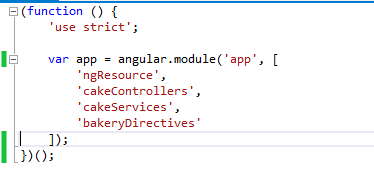 (function () {
    'use strict';

    var app = angular.module('app', [
        'ngResource',
        'cakeControllers',
        'cakeServices',
        'bakeryDirectives'
    ]);
})();